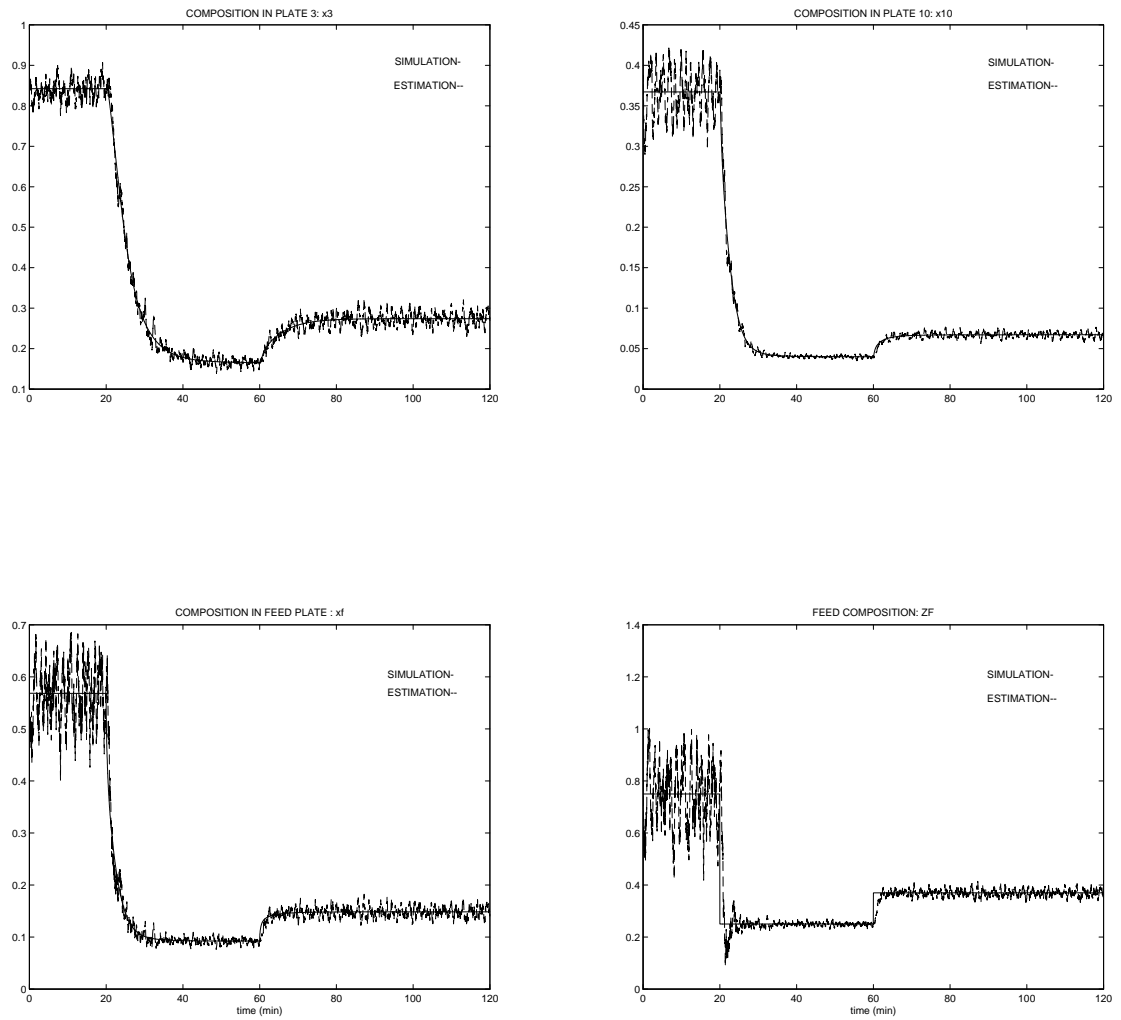 COMPOSITION IN PLATE 3: x3
1
0.9
0.8
0.7
0.6
0.5
0.4
0.3
0.2
0.1
0 20 40 60 80 100 120
SIMULATION-
ESTIMATION--
COMPOSITION IN PLATE 10: x10
0.45
0.4
0.35
0.3
0.25
0.2
0.15
0.1
0.05
0
0 20 40 60 80 100 120
SIMULATION-
ESTIMATION--
COMPOSITION IN FEED PLATE : xf
0.7
0.6
0.5
0.4
0.3
0.2
0.1
0
0 20 40 60 80 100 120
time (min)
SIMULATION-
ESTIMATION--
FEED COMPOSITION: ZF
1.4
1.2
1
0.8
0.6
0.4
0.2
0
0 20 40 60 80 100 120
time (min)
SIMULATION-
ESTIMATION--